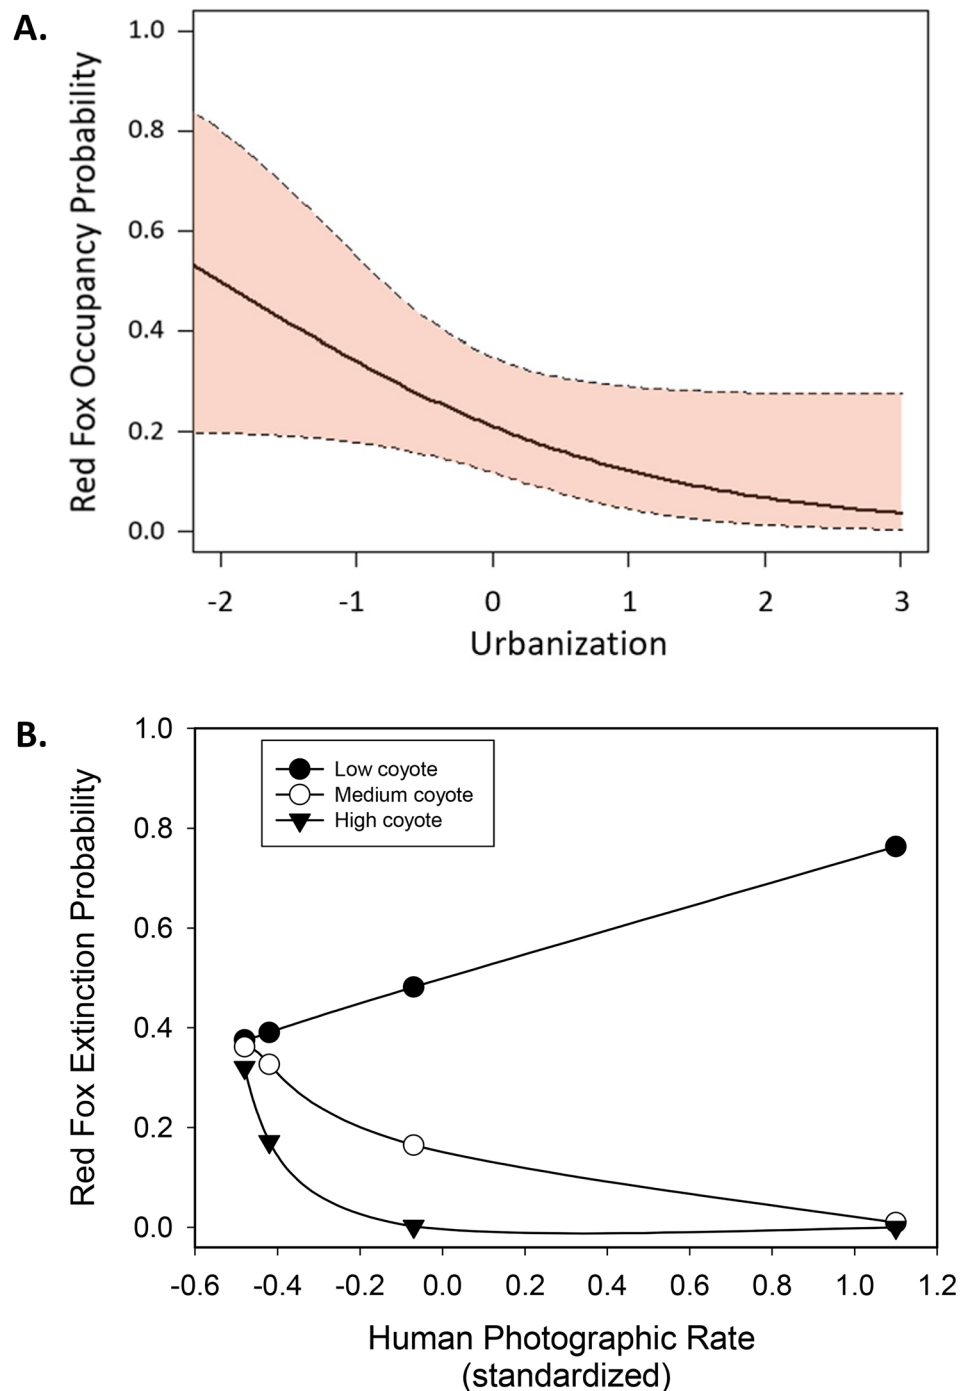 A.
Red Fox Occupancy Probability
1.0
0.8
0.6
0.4
0.2
0.0
-2 -1 0 1 2 3
Urbanization
B.
Red Fox Extinction Probability
1.0
0.8
0.6
0.4
0.2
0.0
Low coyote
Medium coyote
High coyote
-0.6 -0.4 -0.2 0.0 0.2 0.4 0.6 0.8 1.0 1.2
Human Photographic Rate
(standardized)